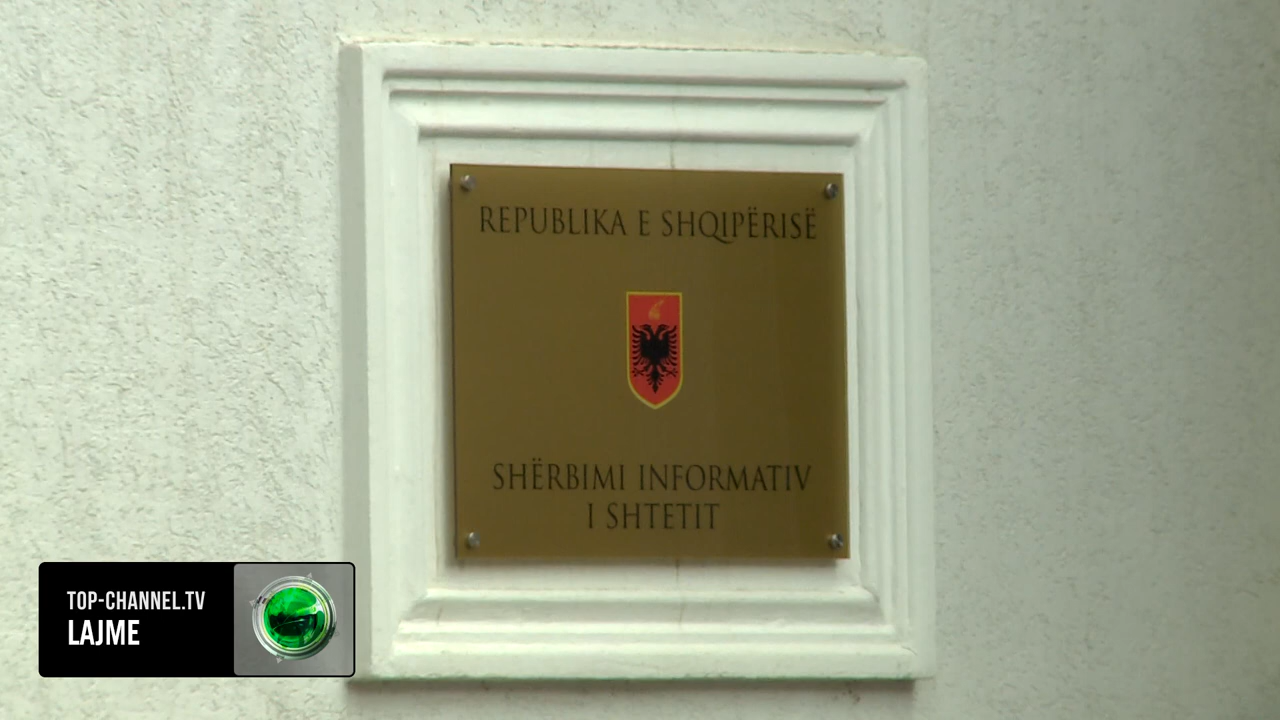 REPUBLIKA E SHQIPËRISË
SHËRBIMI INFORMATIV
I SHTETIT
TOP-CHANNEL.TV
LAJME